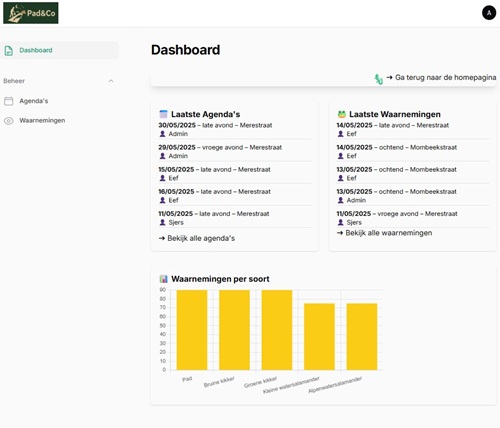 Pad&Co
A
Dashboard
Dashboard
➔ Ga terug naar de homepagina
Beheer
Agenda's
Waarnemingen
Laatste Agenda's
30/05/2025 – late avond – Merestraat
Admin
29/05/2025 – vroege avond – Merestraat
Admin
15/05/2025 – late avond – Merestraat
Eef
16/05/2025 – late avond – Merestraat
Eef
11/05/2025 – late avond – Merestraat
Sjers
➔ Bekijk alle agenda's
Laatste Waarnemingen
14/05/2025 – late avond – Merestraat
Eef
14/05/2025 – ochtend – Mombeekstraat
Eef
13/05/2025 – ochtend – Mombeekstraat
Eef
13/05/2025 – ochtend – Mombeekstraat
Admin
11/05/2025 – vroege avond – Merestraat
Sjers
➔ Bekijk alle waarnemingen
Waarnemingen per soort
90
80
70
60
50
40
30
20
10
0
Pad
Bruine kikker
Groene kikker
Kleine watersalamander
Alpenwatersalamander